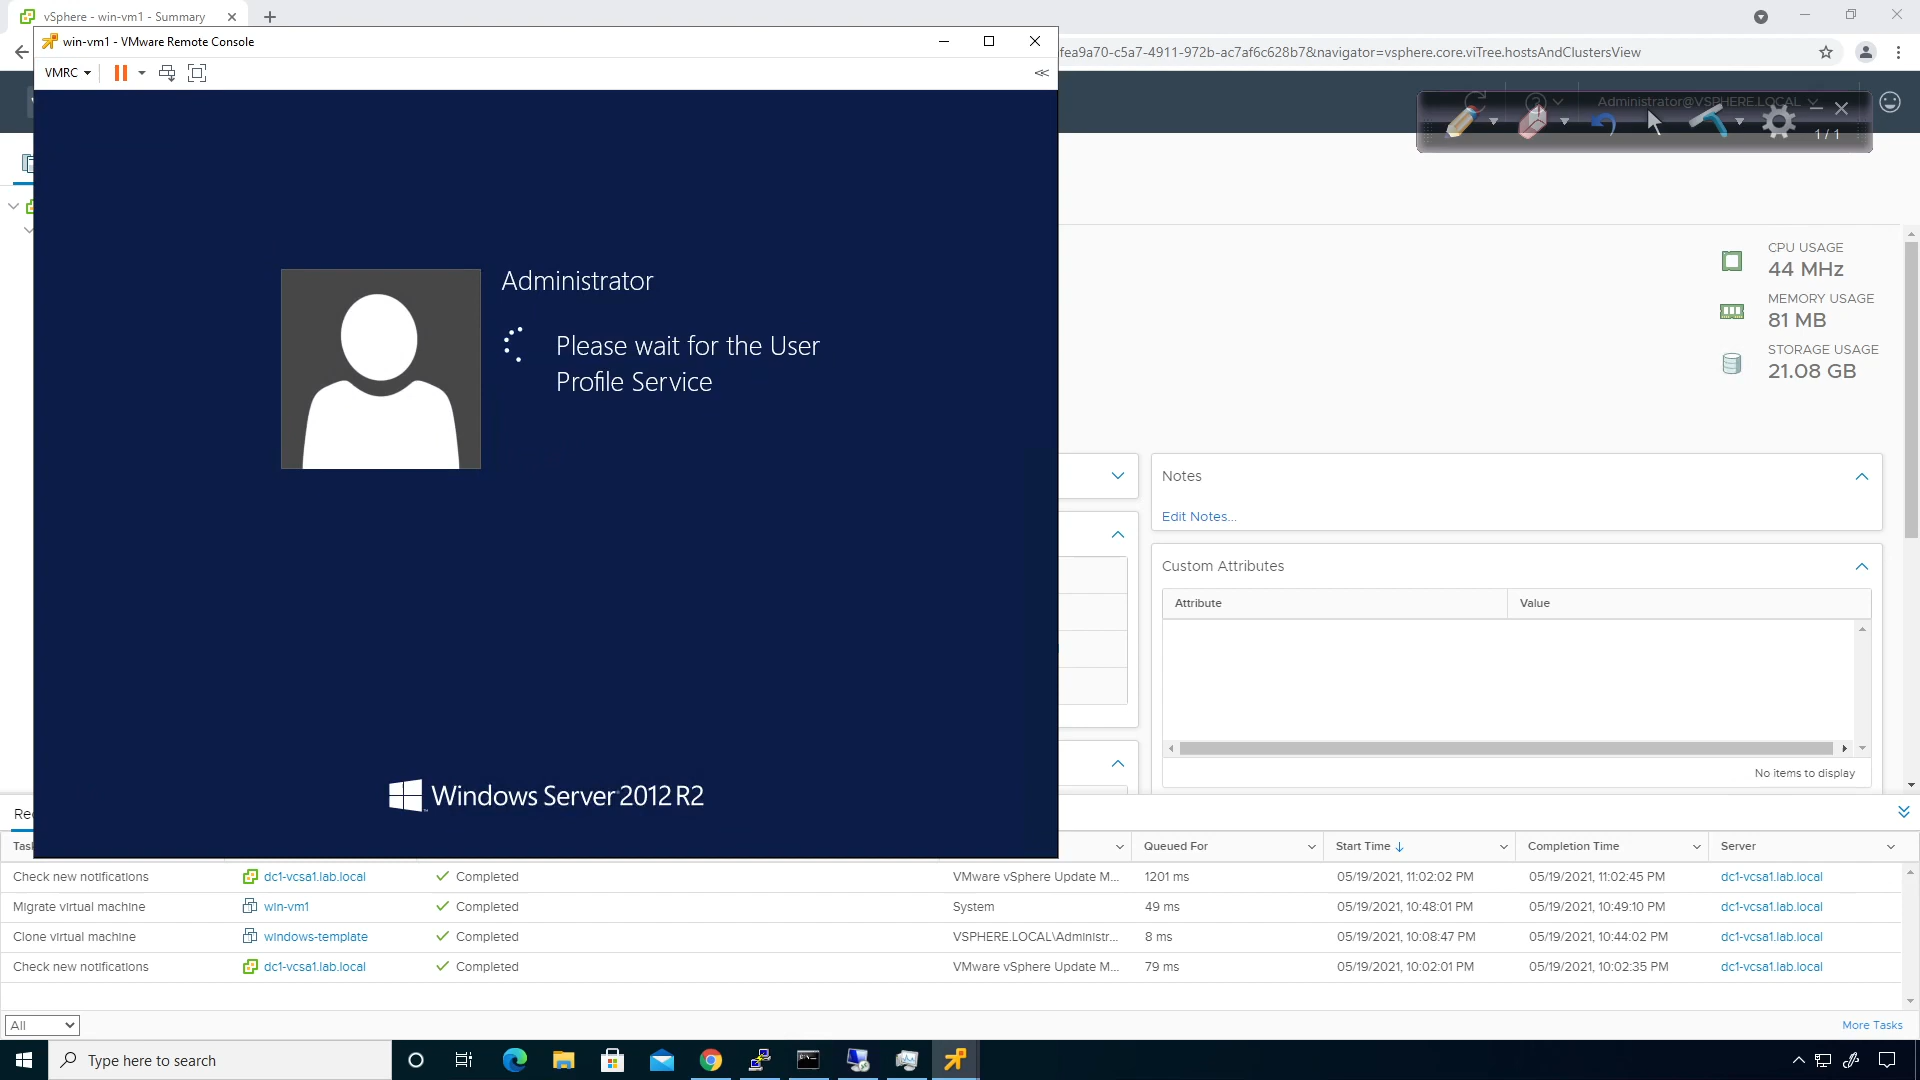 vSphere - win-vm1 - Summary
win-vm1 - VMware Remote Console
fea9a70-c5a7-4911-972b-ac7af6c628b7&navigator=vsphere.core.viTree.hostsAndClustersView
VMRC
Administrator@VSPHERE.LOCAL
1 / 1
Administrator
Please wait for the User
Profile Service
Windows Server 2012 R2
CPU USAGE
44 MHz
MEMORY USAGE
81 MB
STORAGE USAGE
21.08 GB
Notes
Edit Notes...
Custom Attributes
Attribute Value
No items to display
Queued For Start Time Completion Time Server
Check new notifications dc1-vcsa1.lab.local Completed VMware vSphere Update M... 1201 ms 05/19/2021, 11:02:02 PM 05/19/2021, 11:02:45 PM dc1-vcsa1.lab.local
Migrate virtual machine win-vm1 Completed System 49 ms 05/19/2021, 10:48:01 PM 05/19/2021, 10:49:10 PM dc1-vcsa1.lab.local
Clone virtual machine windows-template Completed VSPHERE.LOCAL\Administr... 8 ms 05/19/2021, 10:08:47 PM 05/19/2021, 10:44:02 PM dc1-vcsa1.lab.local
Check new notifications dc1-vcsa1.lab.local Completed VMware vSphere Update M... 79 ms 05/19/2021, 10:02:01 PM 05/19/2021, 10:02:35 PM dc1-vcsa1.lab.local
All
More Tasks
Type here to search